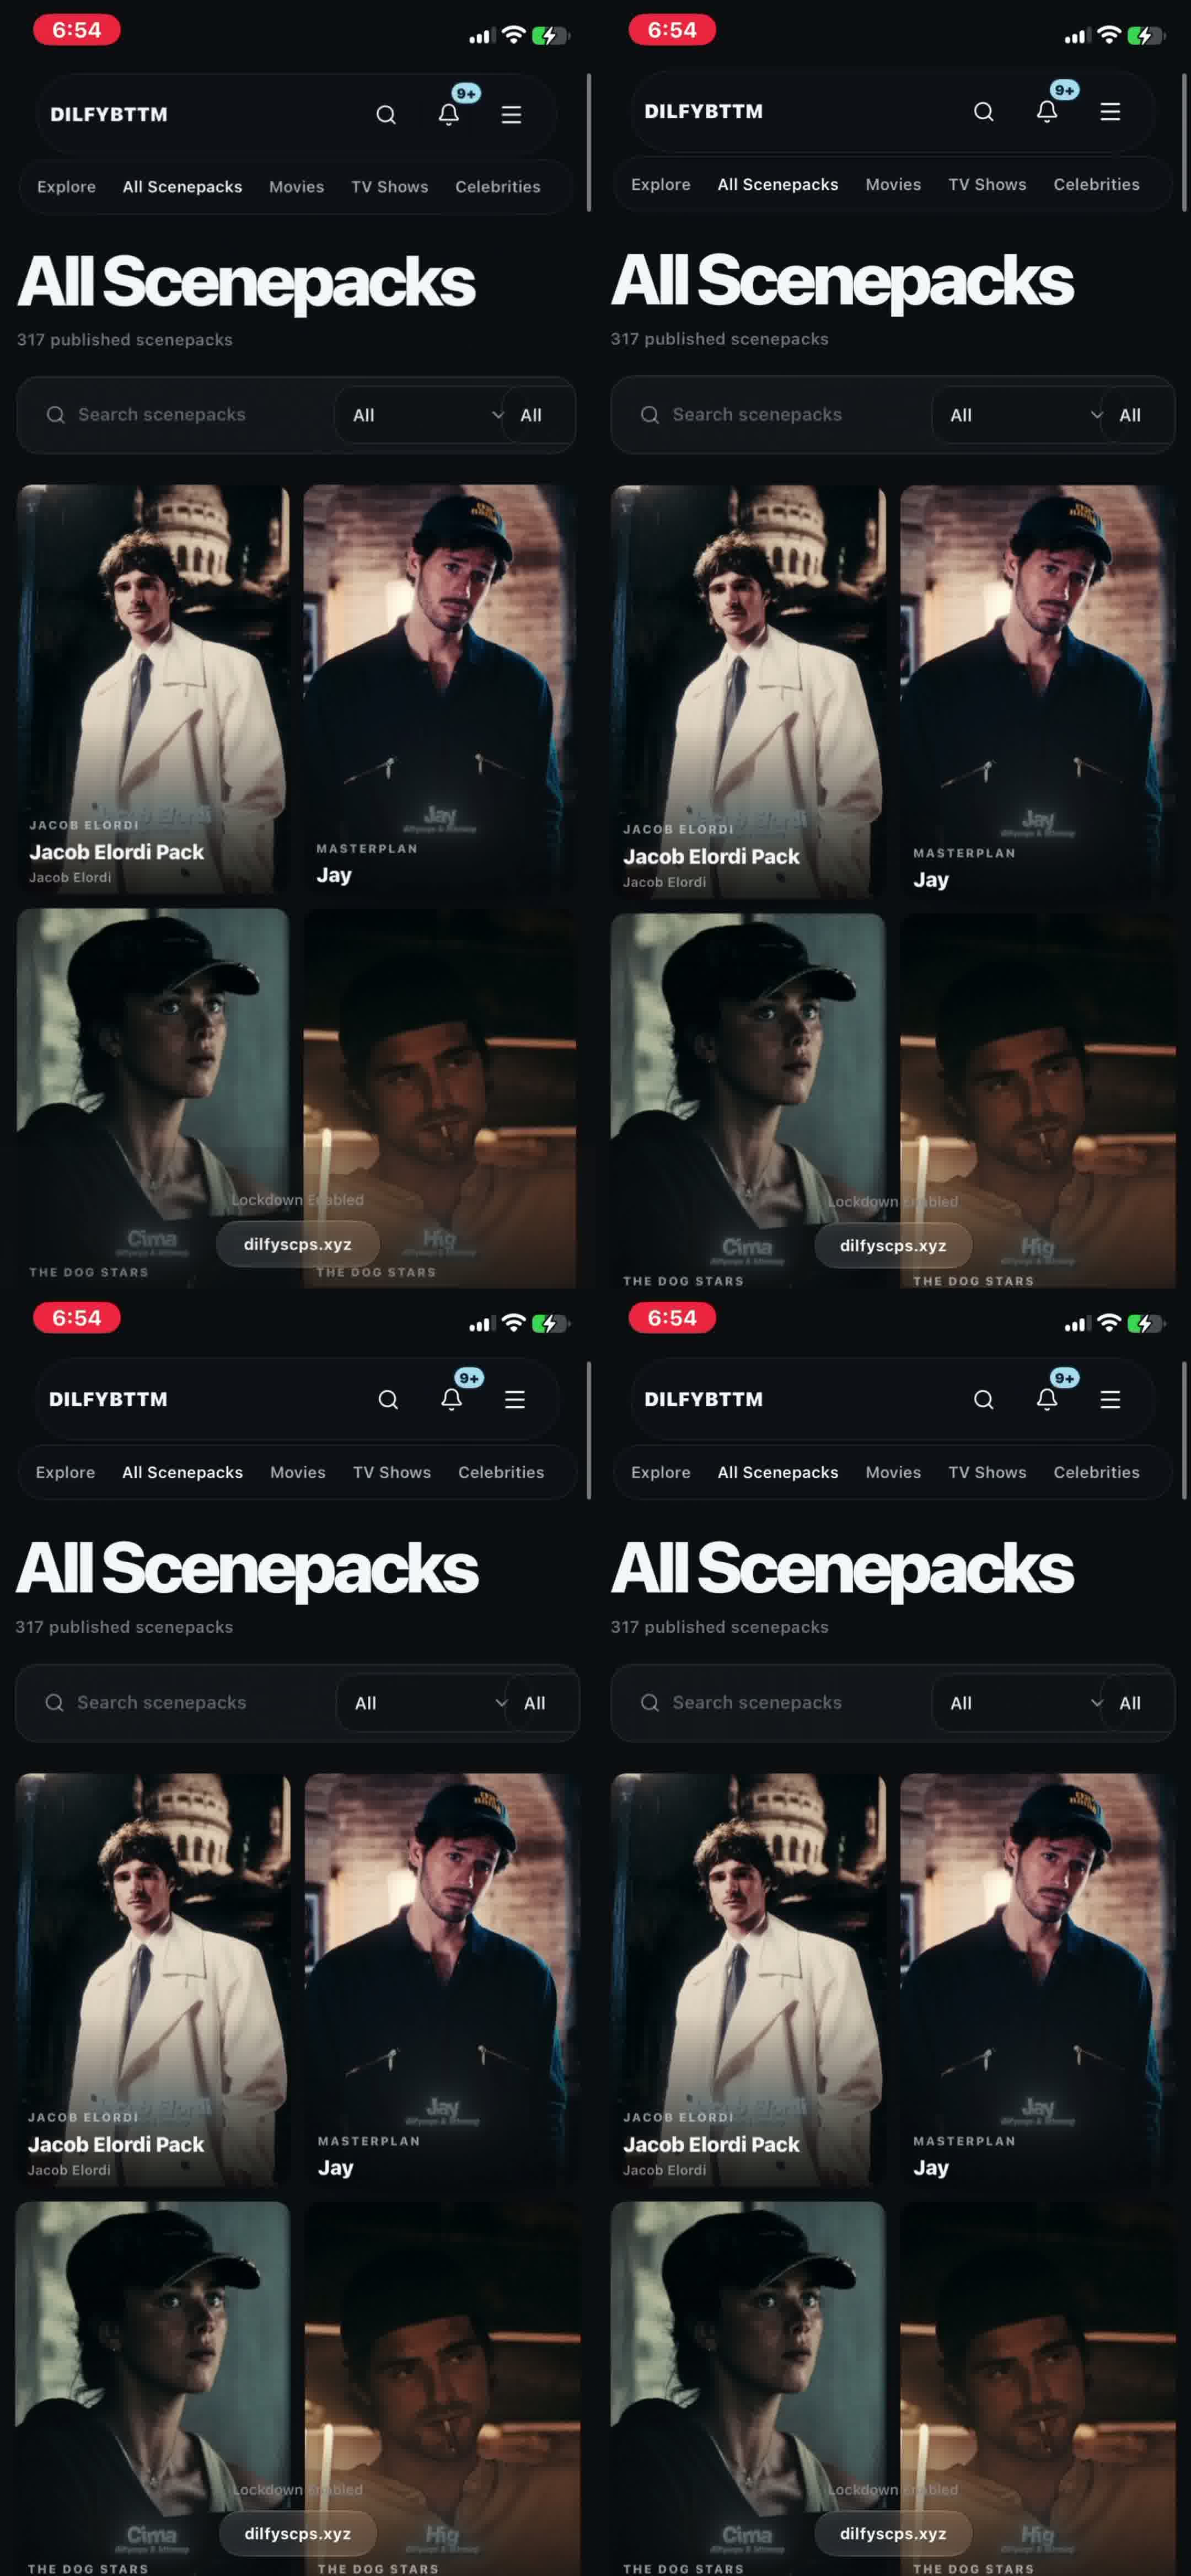 6:54
DILFYBTTM
9+
Explore All Scenepacks Movies TV Shows Celebrities
All Scenepacks
317 published scenepacks
Search scenepacks All All
JACOB ELORDI
Jacob Elordi Pack
Jacob Elordi
Jay
MASTERPLAN
Jay
Lockdown Enabled
Cima
dilfyscps.xyz
Hig
THE DOG STARS
THE DOG STARS
6:54
DILFYBTTM
9+
Explore All Scenepacks Movies TV Shows Celebrities
All Scenepacks
317 published scenepacks
Search scenepacks All All
JACOB ELORDI
Jacob Elordi Pack
Jacob Elordi
Jay
MASTERPLAN
Jay
Lockdown Enabled
Cima
dilfyscps.xyz
Hig
THE DOG STARS
THE DOG STARS
6:54
DILFYBTTM
9+
Explore All Scenepacks Movies TV Shows Celebrities
All Scenepacks
317 published scenepacks
Search scenepacks All All
JACOB ELORDI
Jacob Elordi Pack
Jacob Elordi
Jay
MASTERPLAN
Jay
Lockdown Enabled
Cima
dilfyscps.xyz
Hig
THE DOG STARS
THE DOG STARS
6:54
DILFYBTTM
9+
Explore All Scenepacks Movies TV Shows Celebrities
All Scenepacks
317 published scenepacks
Search scenepacks All All
JACOB ELORDI
Jacob Elordi Pack
Jacob Elordi
Jay
MASTERPLAN
Jay
Lockdown Enabled
Cima
dilfyscps.xyz
Hig
THE DOG STARS
THE DOG STARS